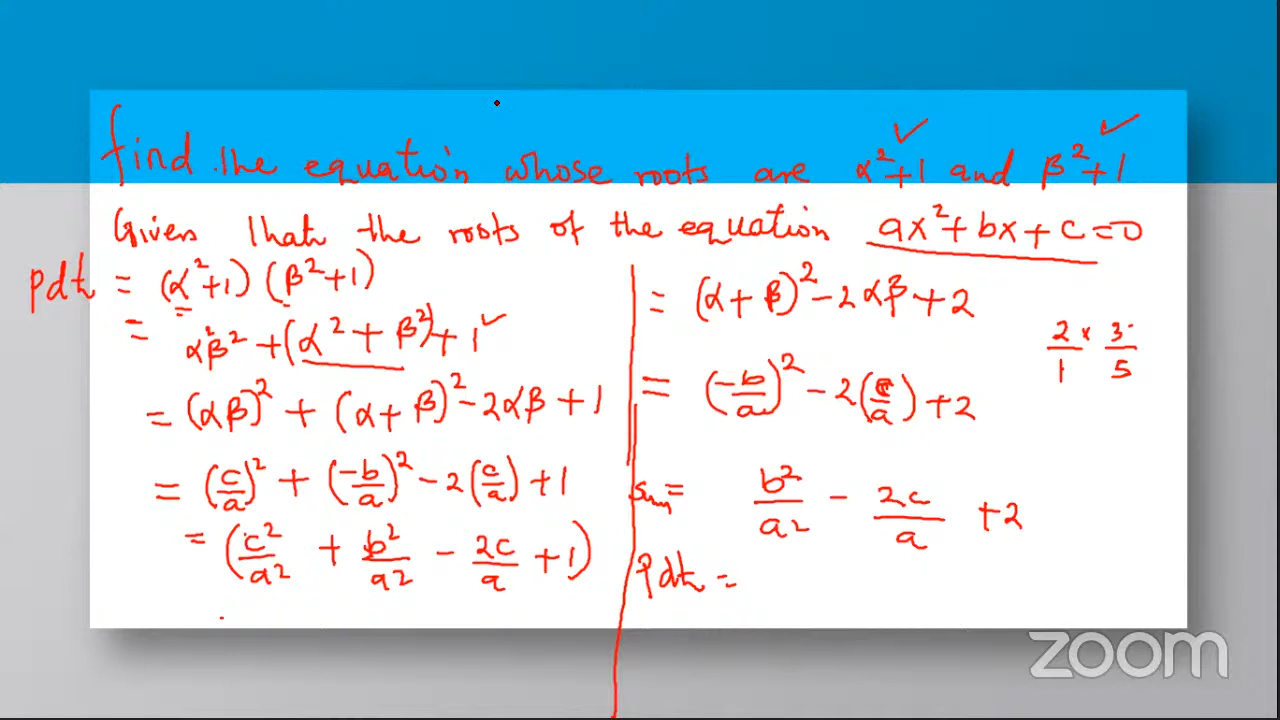 find the equation whose roots are α²+1 and β²+1
Given that the roots of the equation ax²+bx+c=0
pdt = (α²+1)(β²+1)
= α²β²+(α²+β²)+1
= (αβ)²+(α+β)²-2αβ+1
= (c/a)²+(-b/a)²-2(c/a)+1
= (c²/a²+b²/a²-2c/a+1)
= (α+β)²-2αβ+2
2/1 × 3/5
= (-b/a)²-2(c/a)+2
Sum= b²/a²-2c/a+2
Pdt =
zoom